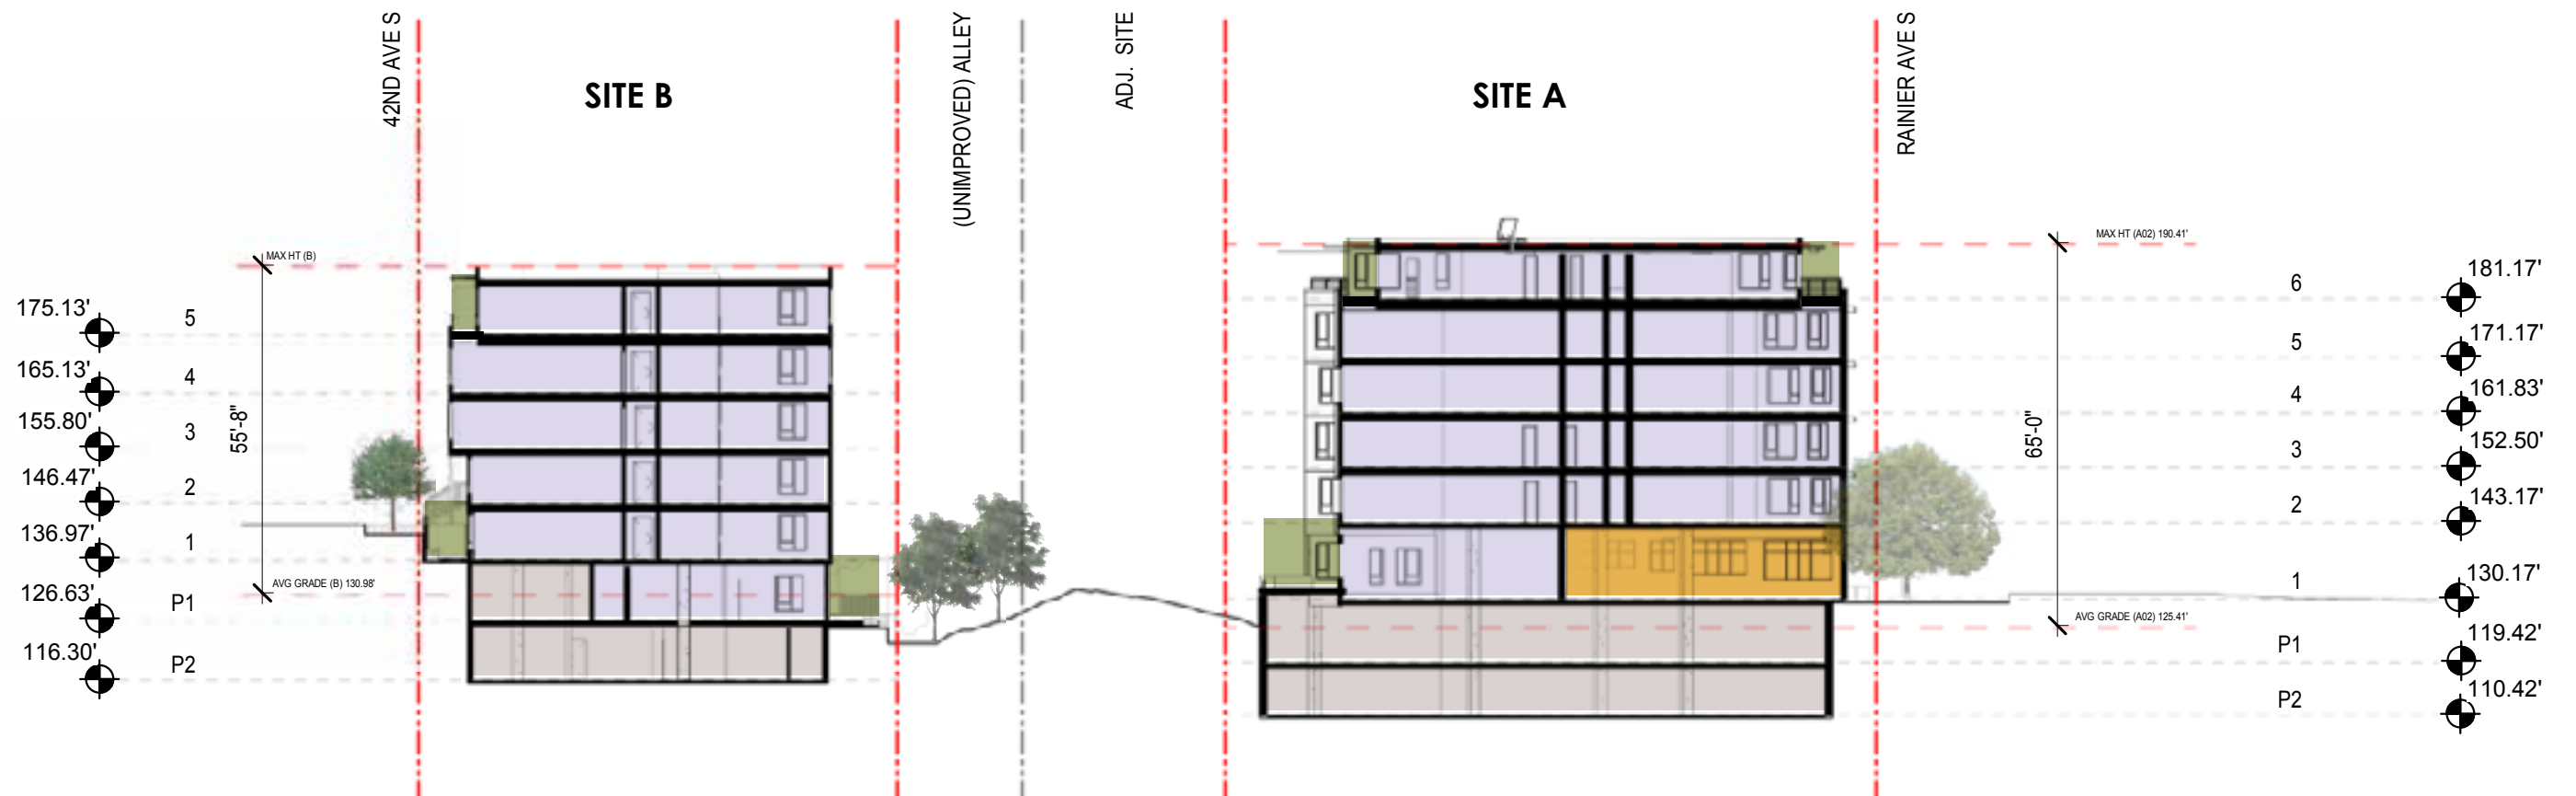 42ND AVE S
SITE B
(UNIMPROVED) ALLEY
ADJ. SITE
SITE A
RAINIER AVE S
MAX HT (B)
175.13'
5
165.13'
4
155.80'
3
55'-8"
146.47'
2
136.97'
1
AVG GRADE (B) 130.98'
126.63'
P1
116.30'
P2
MAX HT (A02) 190.41'
6
181.17'
5
171.17'
4
161.83'
65'-0"
3
152.50'
2
143.17'
1
130.17'
AVG GRADE (A02) 125.41'
P1
119.42'
P2
110.42'